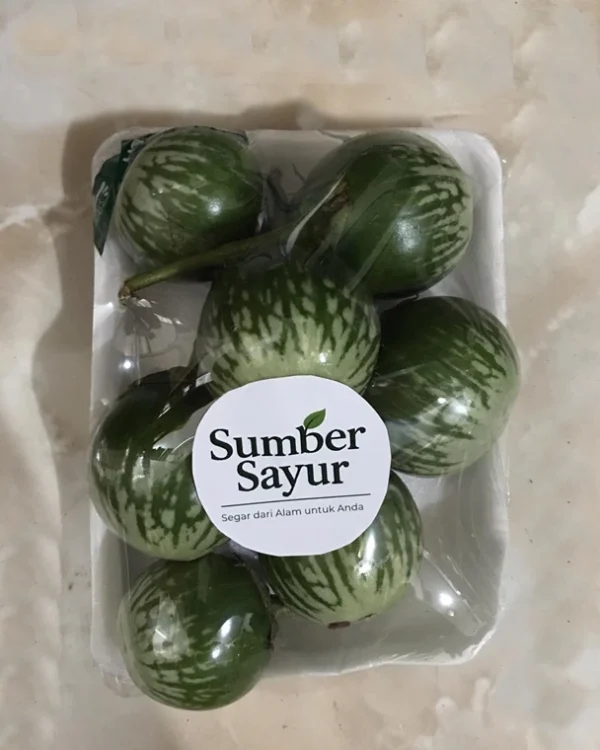 Sumber
Sayur
Segar dari Alam untuk Anda